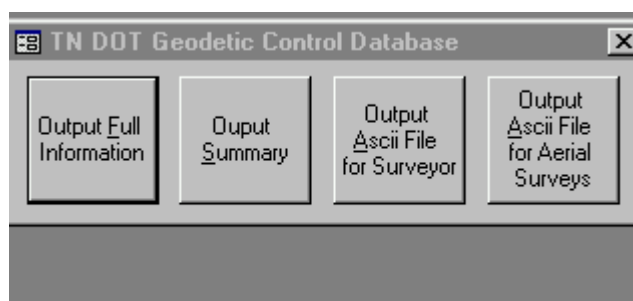 TN DOT Geodetic Control Database
Output Full
Information
Ouput
Summary
Output
Ascii File
for Surveyor
Output
Ascii File
for Aerial
Surveys